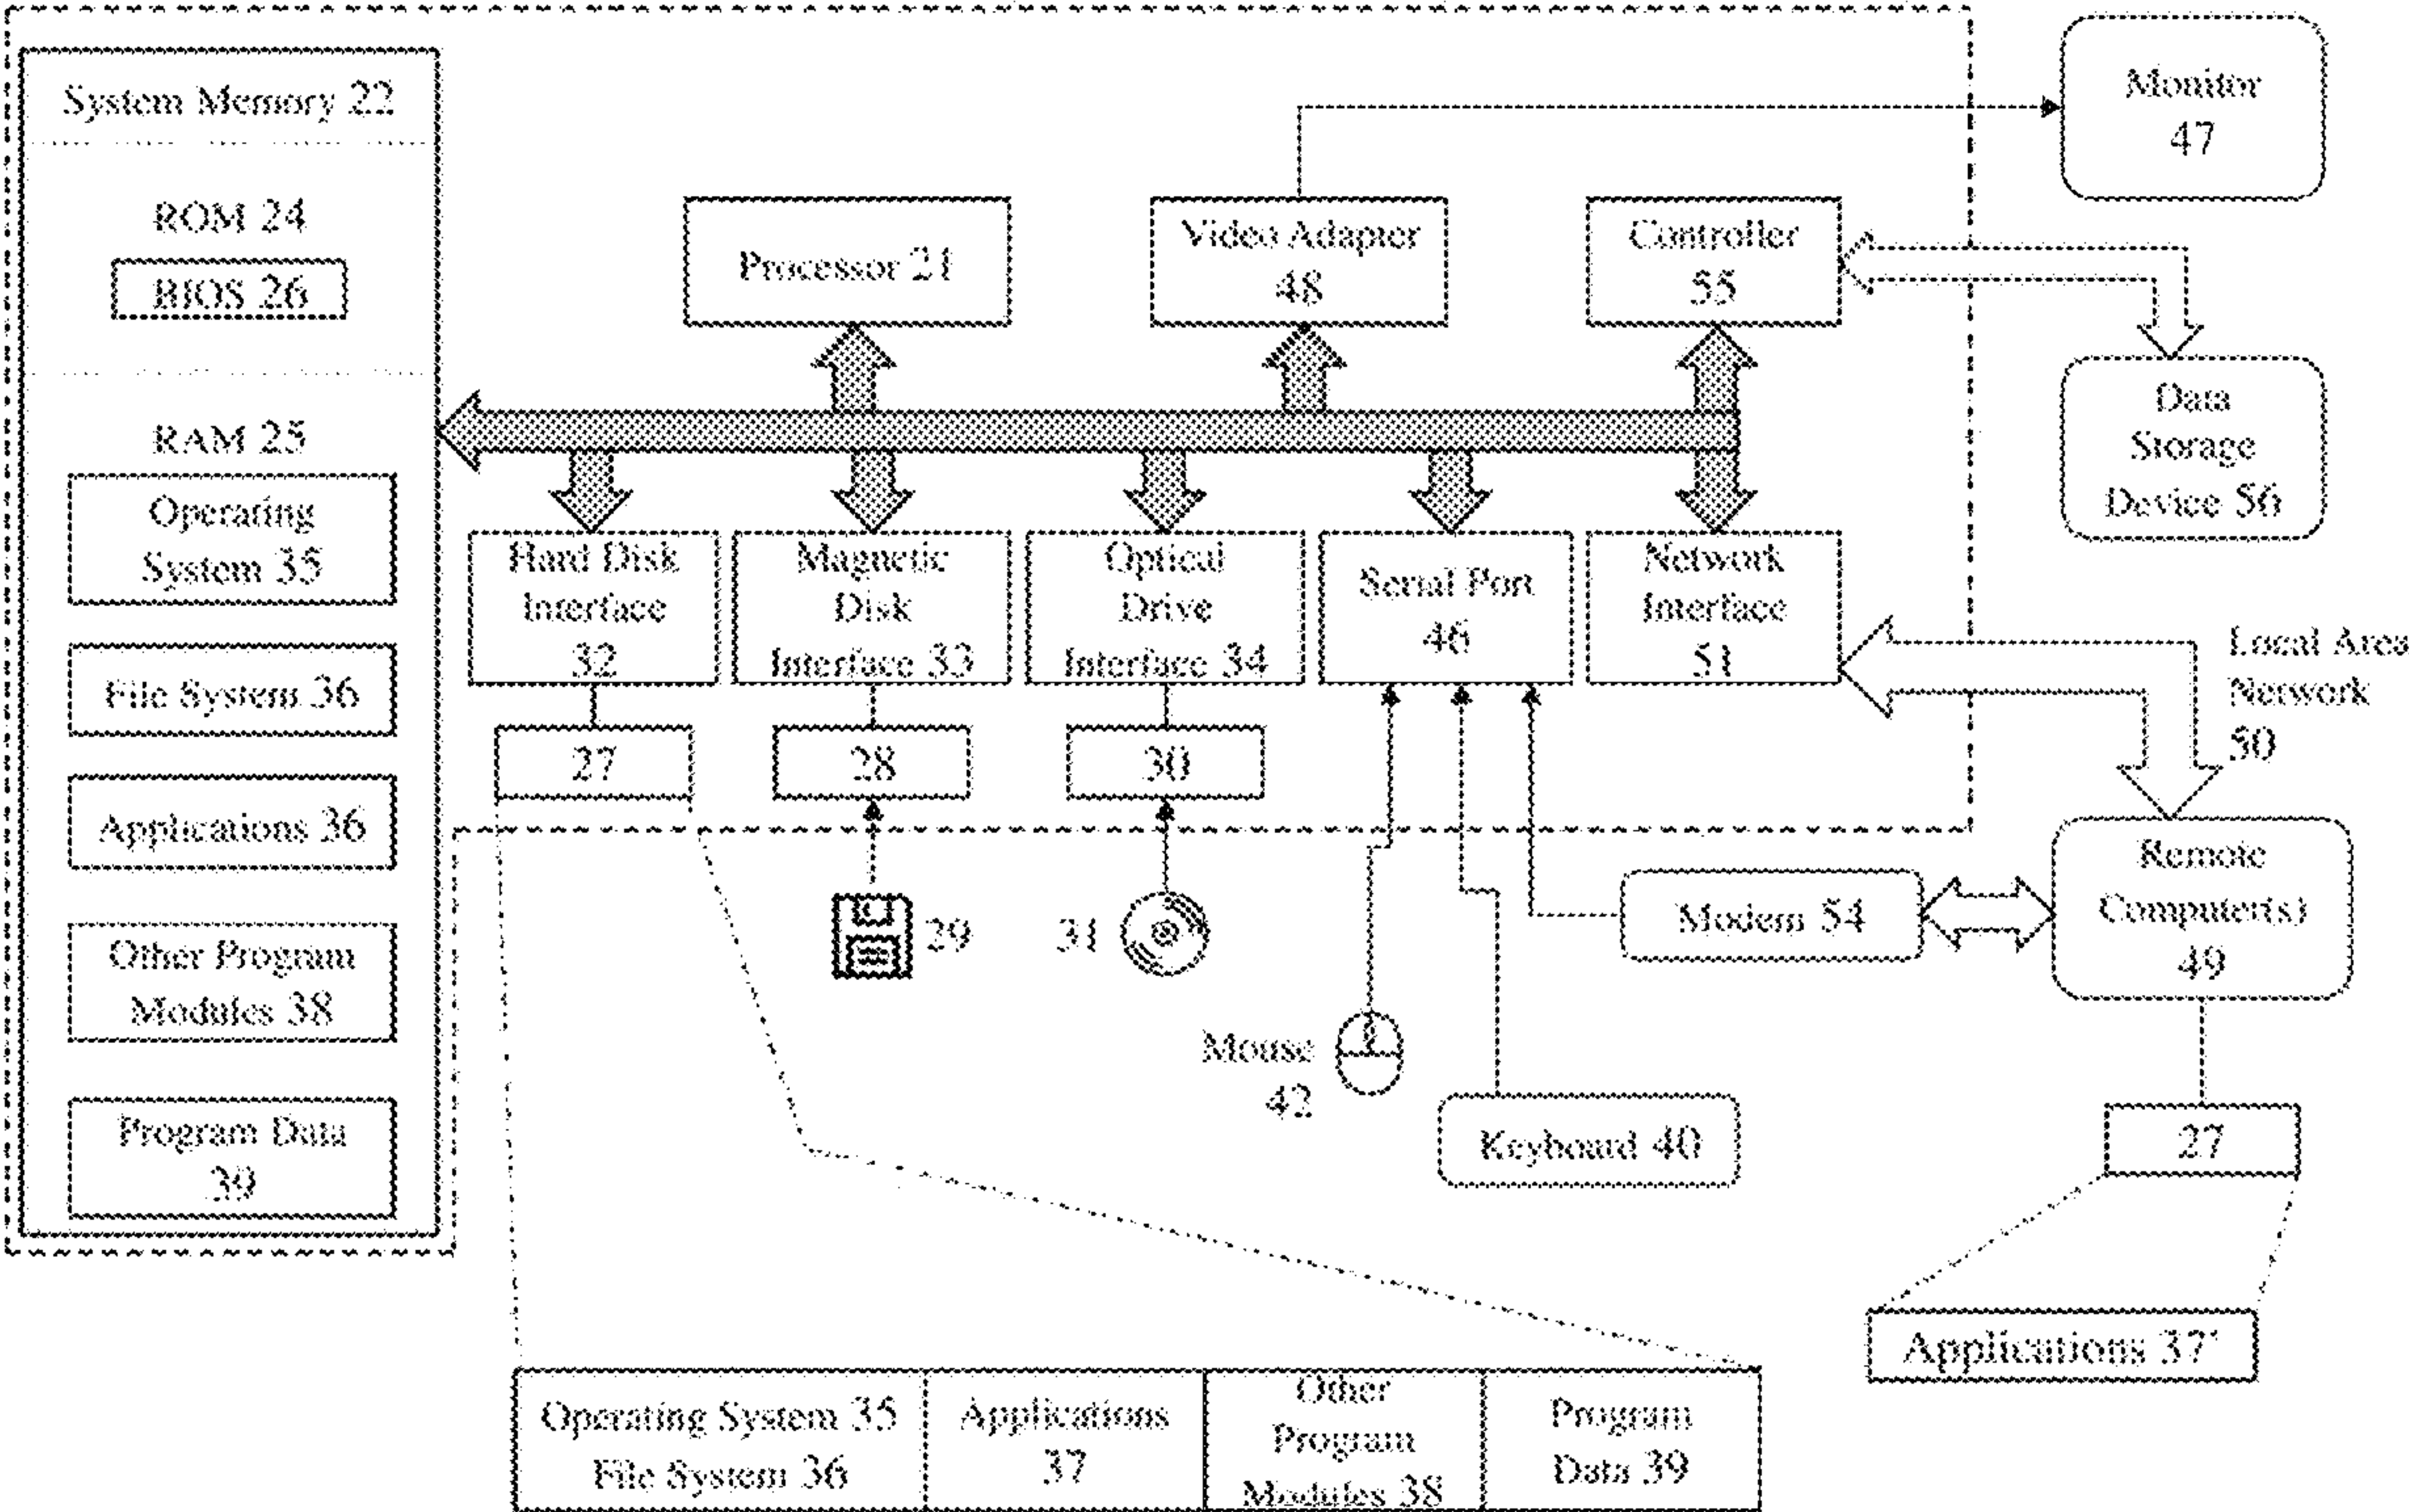 System Memory 22
ROM 24
BIOS 26
RAM 25
Operating
System 35
File System 36
Applications 36
Other Program
Modules 38
Program Data
39
Processor 21
Video Adapter
48
Controller
55
Monitor
47
Data
Storage
Device 56
Hard Disk
Interface
32
Magnetic
Disk
Interface 33
Optical
Drive
Interface 34
Serial Port
46
Network
Interface
51
Local Area
Network
50
27
28
30
29
31
Mouse
42
Keyboard 40
Modem 54
Remote
Computer(s)
49
27
Applications 37'
Operating System 35
File System 36
Applications
37
Other
Program
Modules 38
Program
Data 39